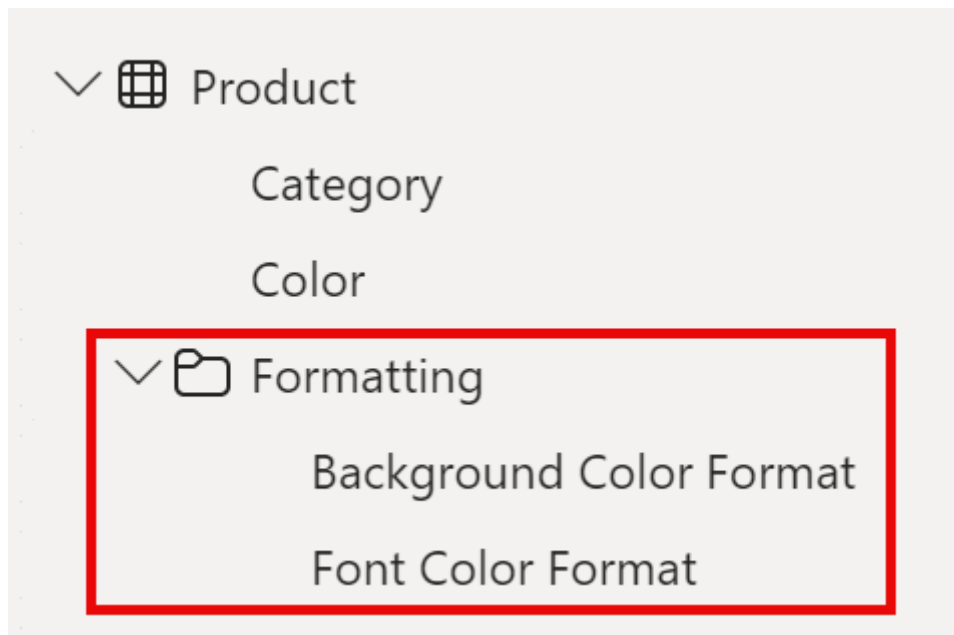 Product
Category
Color
Formatting
Background Color Format
Font Color Format